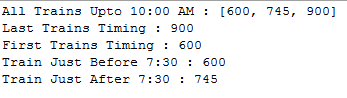 All Trains Upto 10:00 AM : [600, 745, 900]
Last Trains Timing : 900
First Trains Timing : 600
Train Just Before 7:30 : 600
Train Just After 7:30 : 745